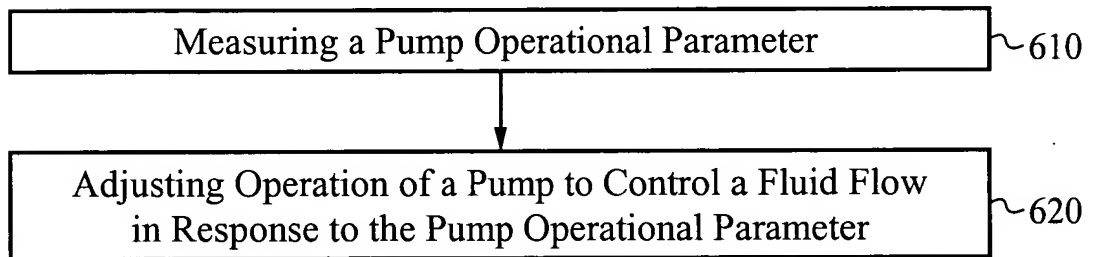 Measuring a Pump Operational Parameter
610
Adjusting Operation of a Pump to Control a Fluid Flow
in Response to the Pump Operational Parameter
620